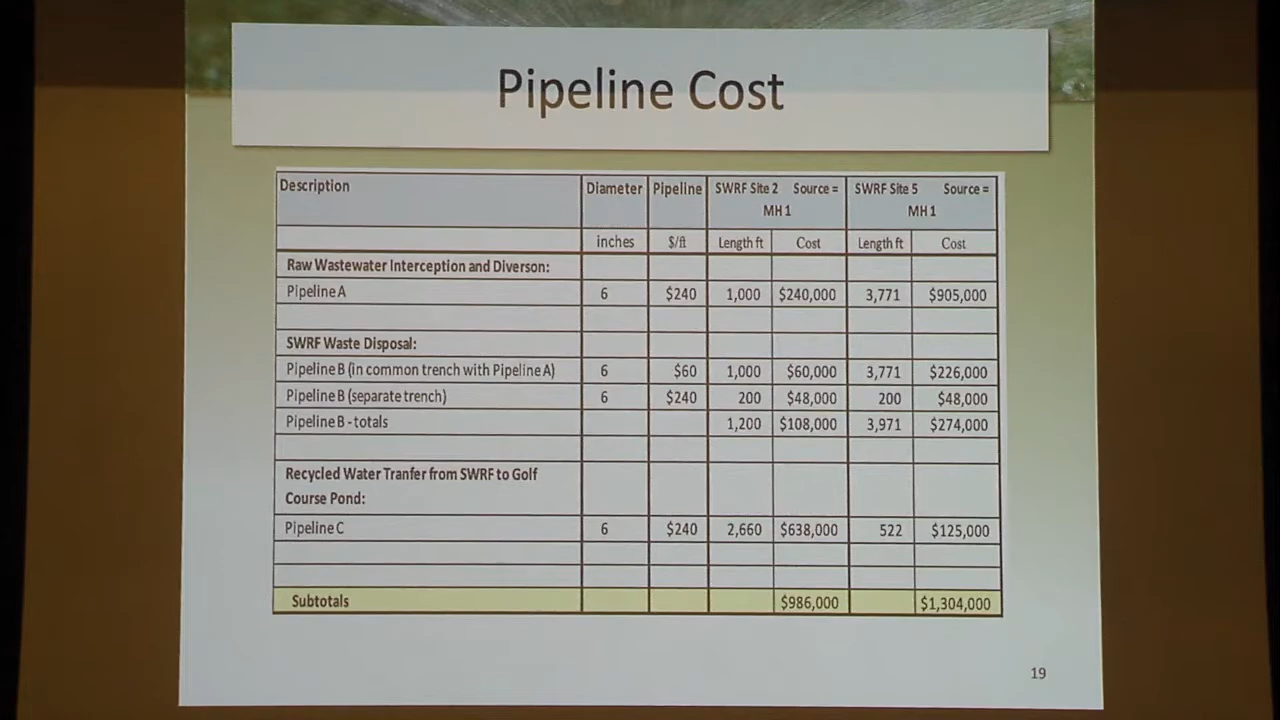 Pipeline Cost
Description Diameter Pipeline SWRF Site 2 Source = SWRF Site 5 Source =
MH 1 MH 1
inches $/ft Length ft Cost Length ft Cost
Raw Wastewater Interception and Diverson:
Pipeline A 6 $240 1,000 $240,000 3,771 $905,000
SWRF Waste Disposal:
Pipeline B (in common trench with Pipeline A) 6 $60 1,000 $60,000 3,771 $226,000
Pipeline B (separate trench) 6 $240 200 $48,000 200 $48,000
Pipeline B - totals 1,200 $108,000 3,971 $274,000
Recycled Water Tranfer from SWRF to Golf
Course Pond:
Pipeline C 6 $240 2,660 $638,000 522 $125,000
Subtotals $986,000 $1,304,000
19